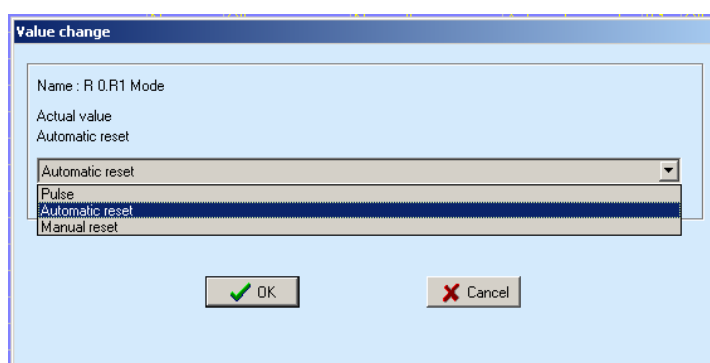 Value change
Name : R 0.R1 Mode
Actual value
Automatic reset
Automatic reset
Pulse
Automatic reset
Manual reset
OK
Cancel